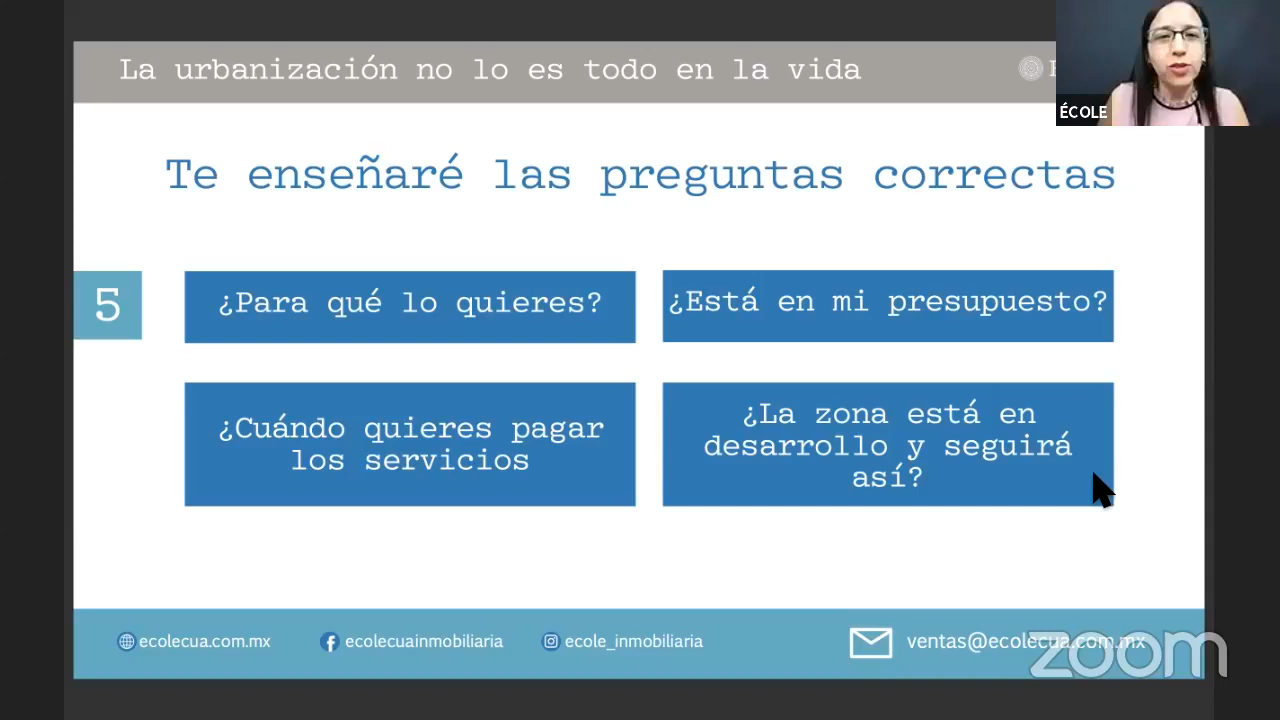 La urbanización no lo es todo en la vida
ÉCOLE
Te enseñaré las preguntas correctas
5
¿Para qué lo quieres?
¿Está en mi presupuesto?
¿Cuándo quieres pagar
los servicios
¿La zona está en
desarrollo y seguirá
así?
ecolecua.com.mx
ecolecuainmobiliaria
ecole_inmobiliaria
ventas@ecolecua.com.mx
zoom